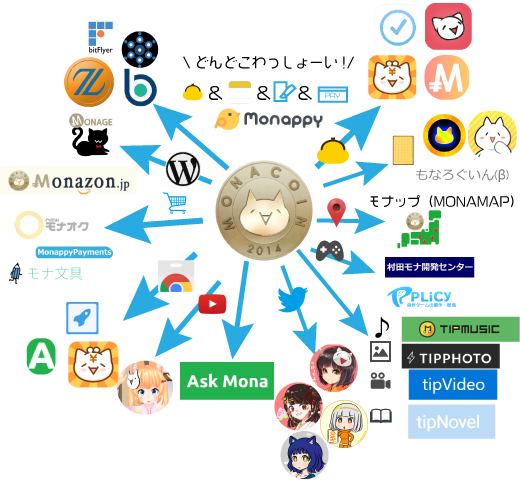 bitFlyer
\ どんどこわっしょーい! /
& & &
PAY
Monappy
MONAGE
Monazon.jp
もなろぐいん(β)
モナップ (MONAMAP)
MONACOIN
2014
モナオク
MonappyPayments
モナ文具
村田モナ開発センター
PLiCY
TIPMUSIC
TIPPHOTO
tipVideo
tipNovel
Ask Mona